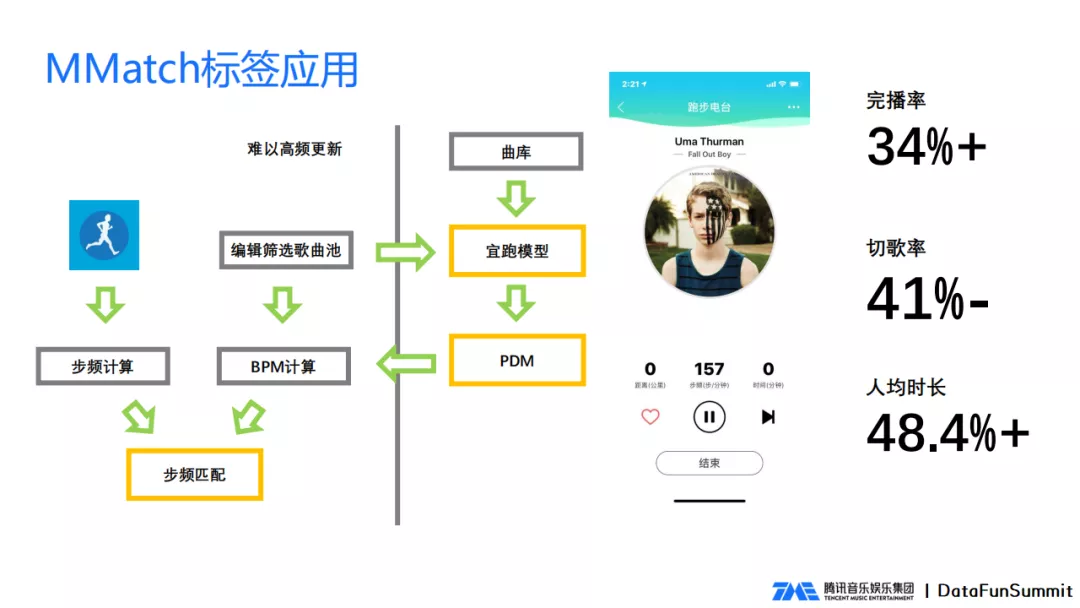 MMatch标签应用
难以高频更新
编辑筛选歌曲池
步频计算
BPM计算
步频匹配
曲库
宜跑模型
PDM
2:21
跑步电台
Uma Thurman
Fall Out Boy
0 157 0
距离(公里) 步频(步/分钟) 时间(分钟)
结束
完播率
34%+
切歌率
41%-
人均时长
48.4%+
TME 腾讯音乐娱乐集团 | DataFunSummit
TENCENT MUSIC ENTERTAINMENT